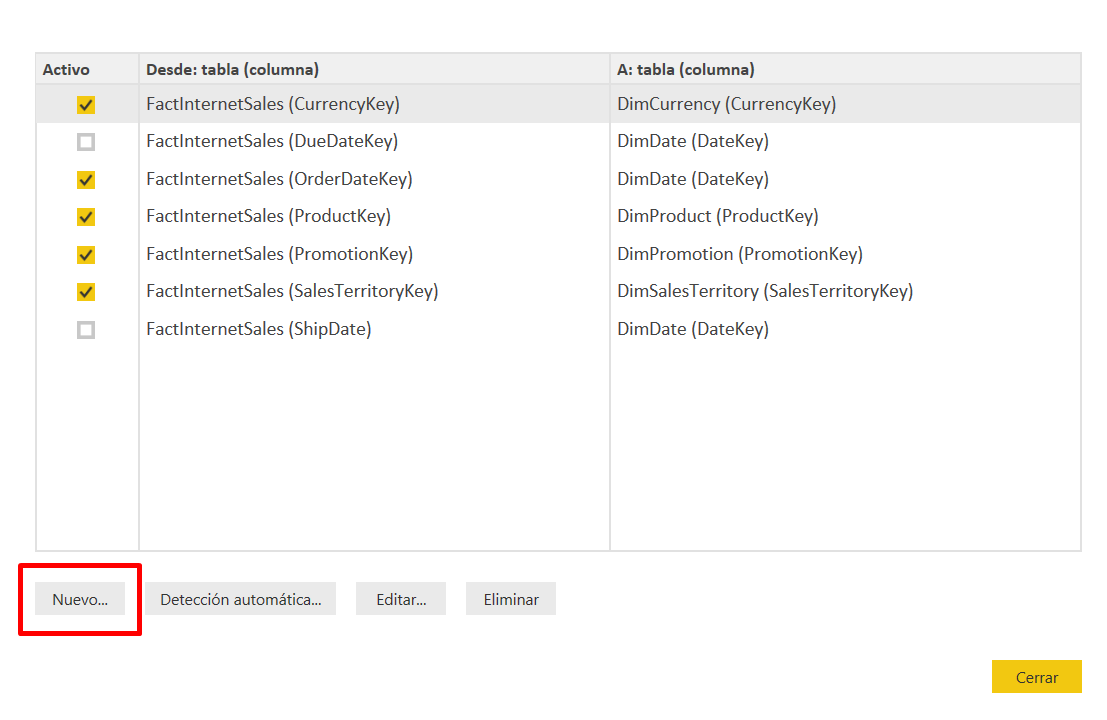 Activo Desde: tabla (columna) A: tabla (columna)
FactInternetSales (CurrencyKey) DimCurrency (CurrencyKey)
FactInternetSales (DueDateKey) DimDate (DateKey)
FactInternetSales (OrderDateKey) DimDate (DateKey)
FactInternetSales (ProductKey) DimProduct (ProductKey)
FactInternetSales (PromotionKey) DimPromotion (PromotionKey)
FactInternetSales (SalesTerritoryKey) DimSalesTerritory (SalesTerritoryKey)
FactInternetSales (ShipDate) DimDate (DateKey)
Nuevo... Detección automática... Editar... Eliminar
Cerrar